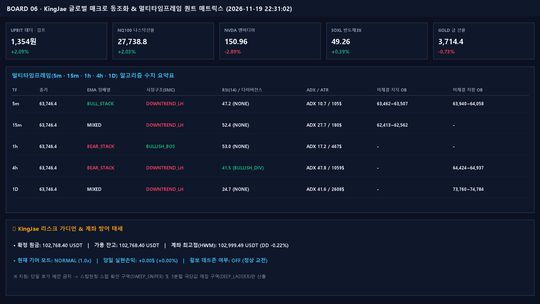 BOARD 06 · KingJae 글로벌 매크로 동조화 & 멀티타임프레임 퀀트 매트릭스 (2026-11-19 22:31:02)
UPBIT 테더 · 업비트
1,354원
+2.09%
NQ100 나스닥선물
27,738.8
+2.03%
NVDA 엔비디아
150.96
-2.89%
SOXL 반도체3X
49.26
+0.39%
GOLD 금 선물
3,714.4
-0.73%
멀티타임프레임(5m · 15m · 1h · 4h · 1D) 알고리즘 수치 요약표
TF 종가 EMA 정배열 시장구조(SMC) RSI(14) / 다이버전스 ADX / ATR 미체결 지지 OB 미체결 저항 OB
5m 63,746.4 BULL_STACK DOWNTREND_LH 47.2 (NONE) ADX 10.7 / 105$ 63,462~63,507 63,940~64,058
15m 63,746.4 MIXED DOWNTREND_LH 52.4 (NONE) ADX 27.7 / 180$ 62,413~62,562 -
1h 63,746.4 BEAR_STACK BULLISH_BOS 53.0 (NONE) ADX 17.2 / 467$ - -
4h 63,746.4 BEAR_STACK DOWNTREND_LH 41.5 (BULLISH_DIV) ADX 47.8 / 1059$ - 64,424~64,937
1D 63,746.4 MIXED DOWNTREND_LH 24.7 (NONE) ADX 41.6 / 2608$ - 73,760~74,784
KingJae 리스크 가디언 & 계좌 방어 태세
• 확정 원금: 102,768.40 USDT | 가용 잔고: 102,768.40 USDT | 계좌 최고점(HWM): 102,999.49 USDT (DD -0.22%)
• 현재 기어 모드: NORMAL (1.0x) | 당일 실현손익: +0.00$ (+0.00%) | 휩쏘 데드존 여부: OFF (정상 교전)